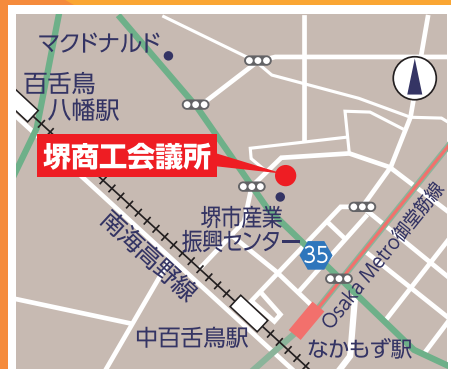 マクドナルド
百舌鳥
八幡駅
堺商工会議所
堺市産業
振興センター
35
南海高野線
Osaka Metro御堂筋線
中百舌鳥駅
なかもず駅